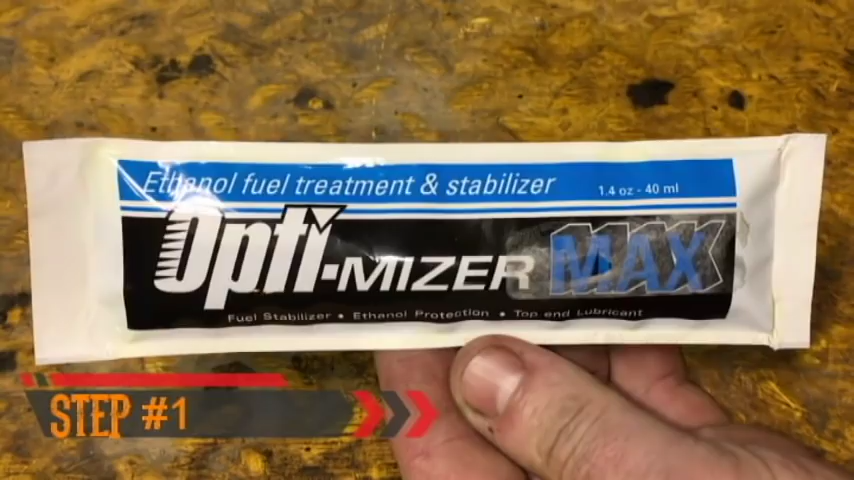 Ethanol fuel treatment & stabilizer 1.4 oz - 40 ml
Opti-MIZER MAX
Fuel Stabilizer • Ethanol Protection • Top end Lubricant
STEP #1